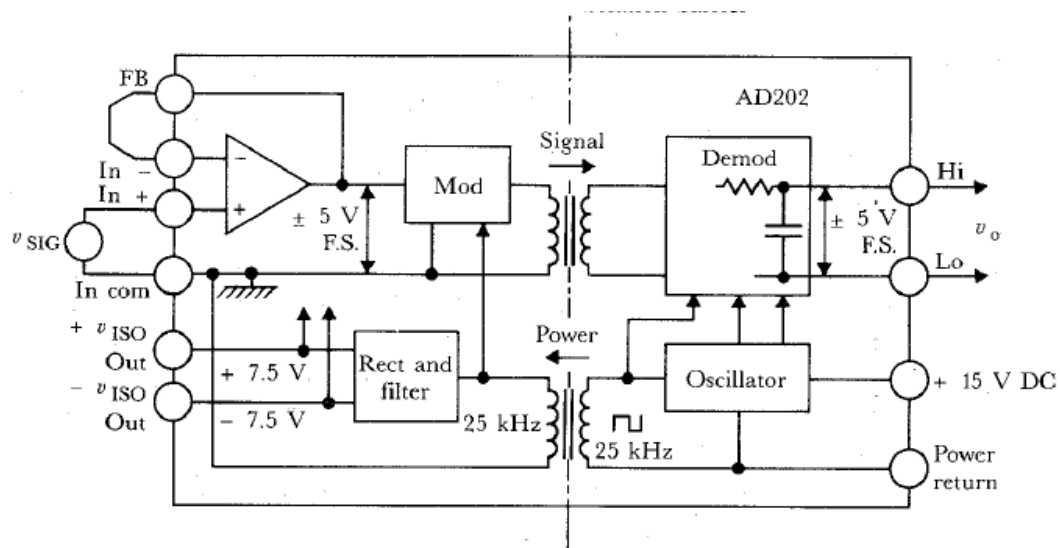 FB
AD202
Signal
Demod
In −
In +
Mod
± 5 V
F.S.
Hi
± 5 V
F.S.
v o
v SIG
In com
Lo
+ v ISO
Out
Power
Rect and
filter
Oscillator
+ 7.5 V
+ 15 V DC
− v ISO
Out
− 7.5 V
25 kHz
25 kHz
Power
return